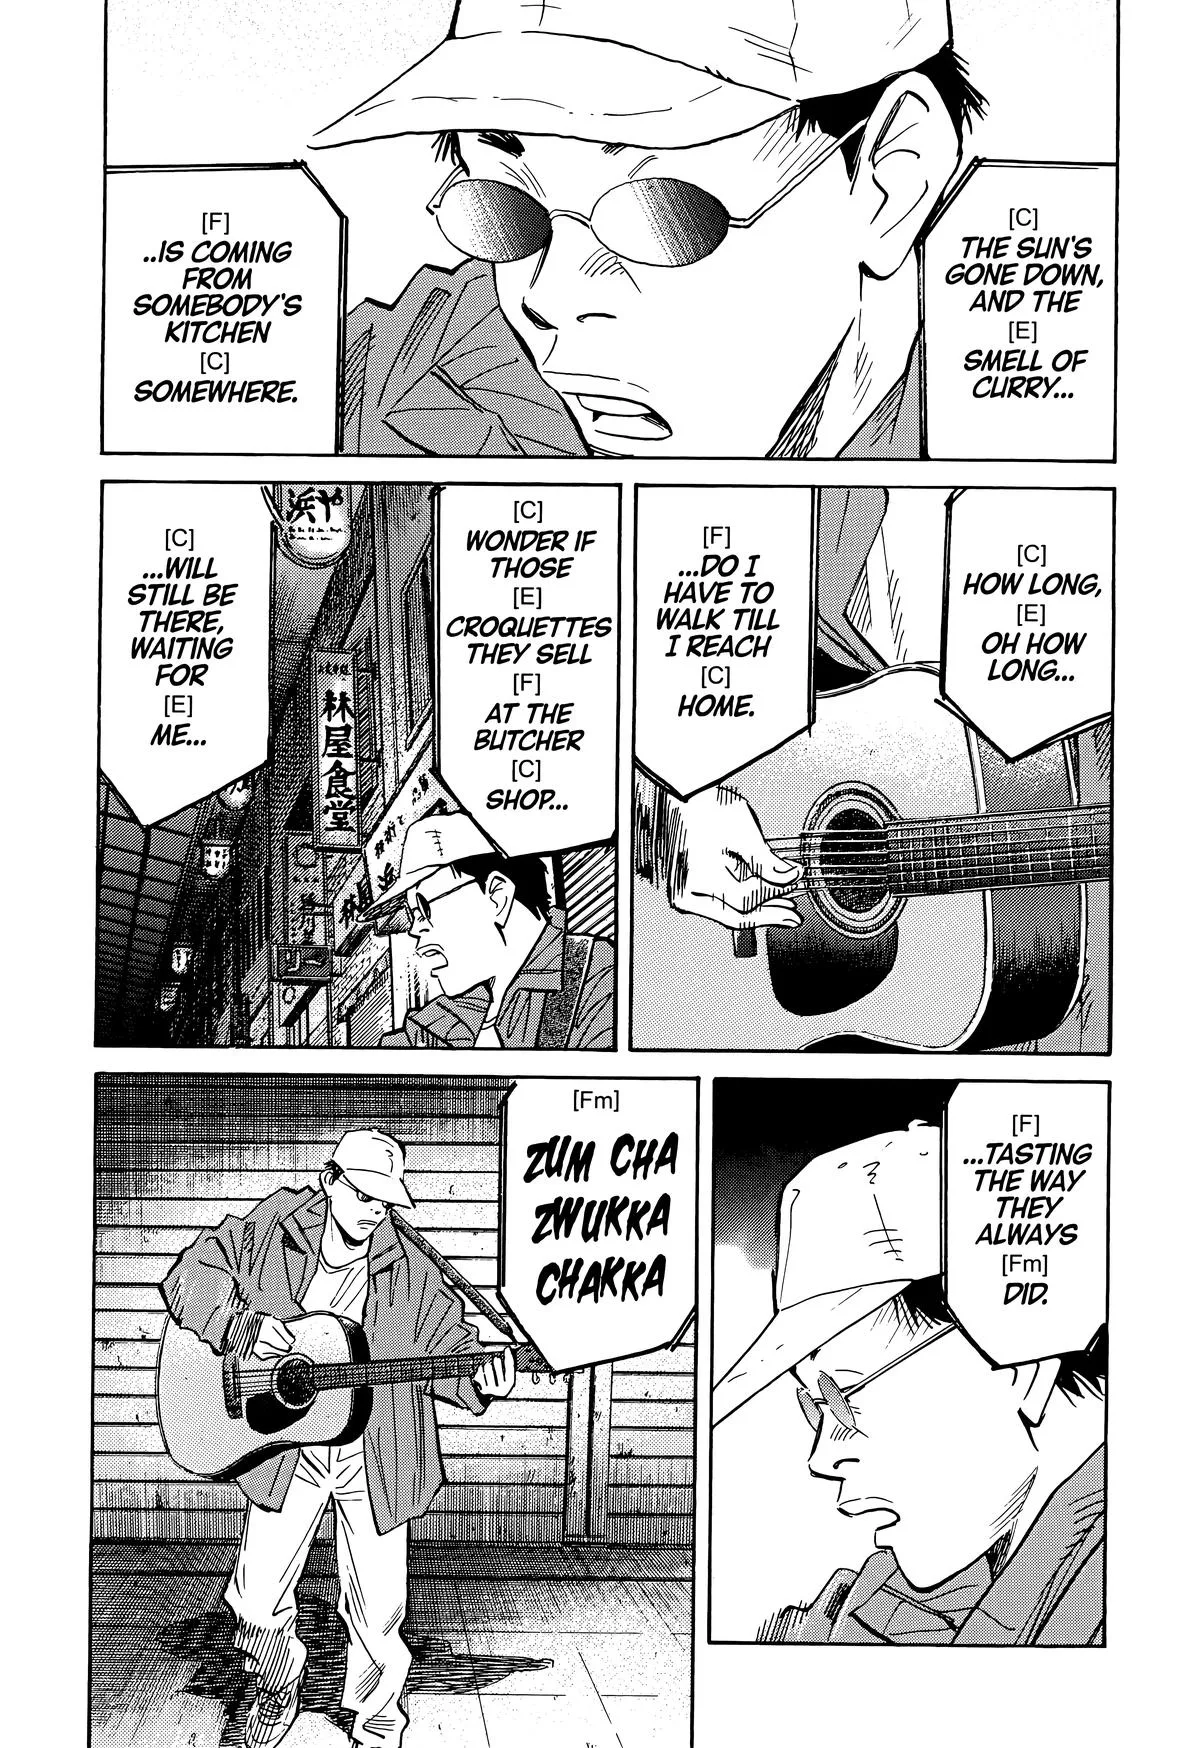 [C]
THE SUN'S
GONE DOWN,
AND THE
[E]
SMELL OF
CURRY...
[F]
..IS COMING
FROM
SOMEBODY'S
KITCHEN
[C]
SOMEWHERE.
[C]
HOW LONG,
[E]
OH HOW
LONG...
[F]
...DO I
HAVE TO
WALK TILL
I REACH
[C]
HOME.
[C]
WONDER IF
THOSE
[E]
CROQUETTES
THEY SELL
[F]
AT THE
BUTCHER
[C]
SHOP...
[C]
...WILL
STILL BE
THERE,
WAITING
FOR
[E]
ME...
浜や
林屋食堂
[F]
...TASTING
THE WAY
THEY
ALWAYS
[Fm]
DID.
[Fm]
ZUM CHA
ZWUKKA
CHAKKA